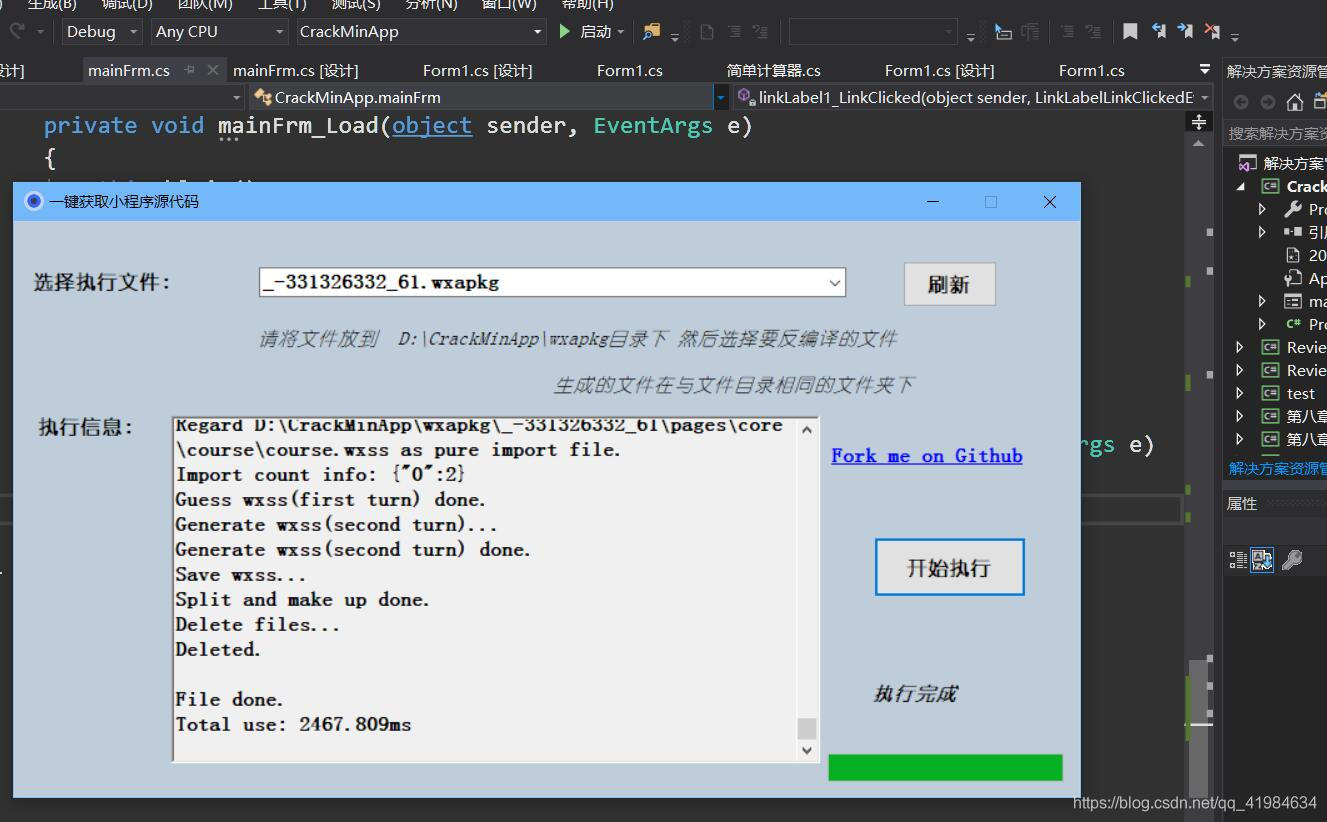 生成(B) 调试(D) 团队(M) 工具(T) 测试(S) 分析(N) 窗口(W) 帮助(H)
Debug Any CPU CrackMinApp 启动
设计] mainFrm.cs mainFrm.cs [设计] Form1.cs [设计] Form1.cs 简单计算器.cs Form1.cs [设计] Form1.cs
解决方案资源管
CrackMinApp.mainFrm linkLabel1_LinkClicked(object sender, LinkLabelLinkClickedE
private void mainFrm_Load(object sender, EventArgs e)
{
搜索解决方案资
解决方案'
Crack
Pro
引用
20
Ap
ma
Pro
Revie
Revie
test
第八章
第八章
解决方案资源管
属性
一键获取小程序源代码
选择执行文件:
_-331326332_61.wxapkg
刷新
请将文件放到 D:\CrackMinApp\wxapkg目录下 然后选择要反编译的文件
生成的文件在与文件目录相同的文件夹下
执行信息:
Regard D:\CrackMinApp\wxapkg\_-331326332_61\pages\core
\course\course.wxss as pure import file.
Import count info: {"0":2}
Guess wxss(first turn) done.
Generate wxss(second turn)...
Generate wxss(second turn) done.
Save wxss...
Split and make up done.
Delete files...
Deleted.
File done.
Total use: 2467.809ms
Fork me on Github
开始执行
执行完成
rgs e)
https://blog.csdn.net/qq_41984634